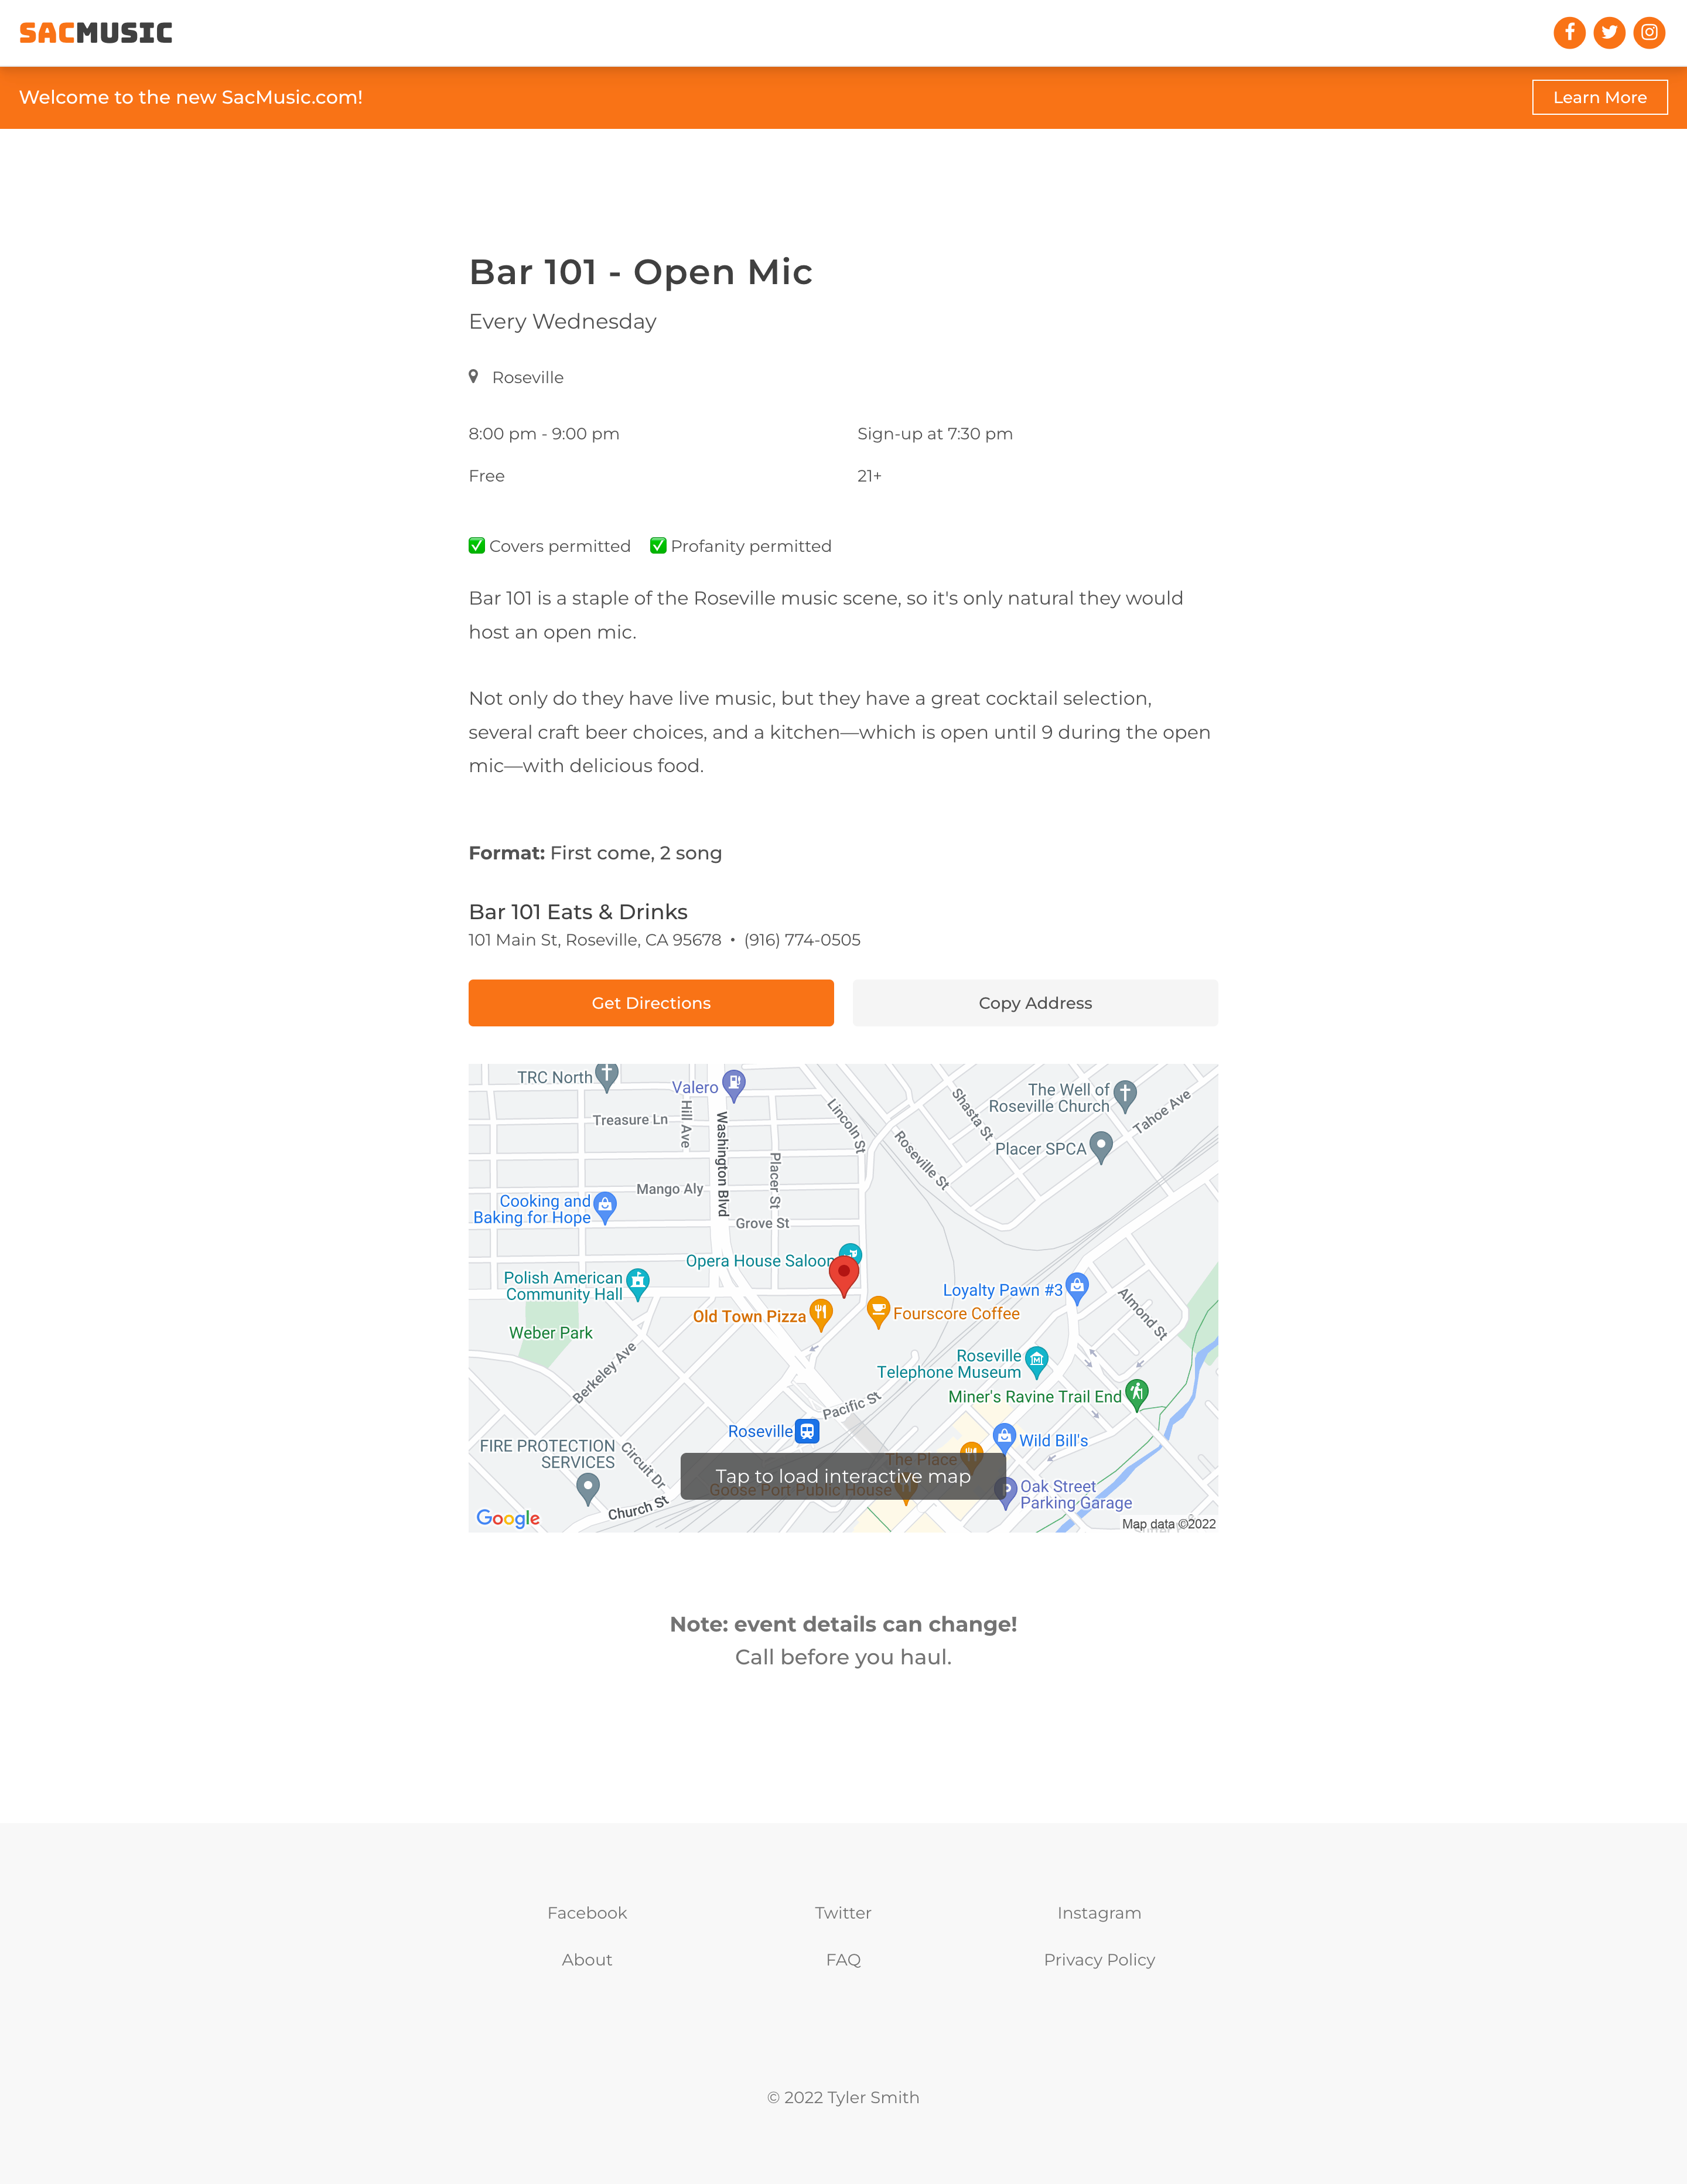 SACMUSIC
Welcome to the new SacMusic.com!
Learn More
Bar 101 - Open Mic
Every Wednesday
Roseville
8:00 pm - 9:00 pm
Sign-up at 7:30 pm
Free
21+
✅ Covers permitted
✅ Profanity permitted
Bar 101 is a staple of the Roseville music scene, so it's only natural they would
host an open mic.
Not only do they have live music, but they have a great cocktail selection,
several craft beer choices, and a kitchen—which is open until 9 during the open
mic—with delicious food.
Format: First come, 2 song
Bar 101 Eats & Drinks
101 Main St, Roseville, CA 95678 • (916) 774-0505
Get Directions
Copy Address
TRC North
Valero
The Well of
Roseville Church
Treasure Ln
Hill Ave
Washington Blvd
Lincoln St
Shasta St
Tahoe Ave
Roseville St
Placer SPCA
Placer St
Mango Aly
Cooking and
Baking for Hope
Grove St
Opera House Saloon
Polish American
Community Hall
Loyalty Pawn #3
Almond St
Old Town Pizza
Fourscore Coffee
Weber Park
Berkeley Ave
Roseville
Telephone Museum
Miner's Ravine Trail End
Pacific St
Roseville
Wild Bill's
FIRE PROTECTION
SERVICES
Circuit Dr
The Place
Tap to load interactive map
Goose Port Public House
Oak Street
Parking Garage
Church St
Google
Map data ©2022
Note: event details can change!
Call before you haul.
Facebook
Twitter
Instagram
About
FAQ
Privacy Policy
© 2022 Tyler Smith